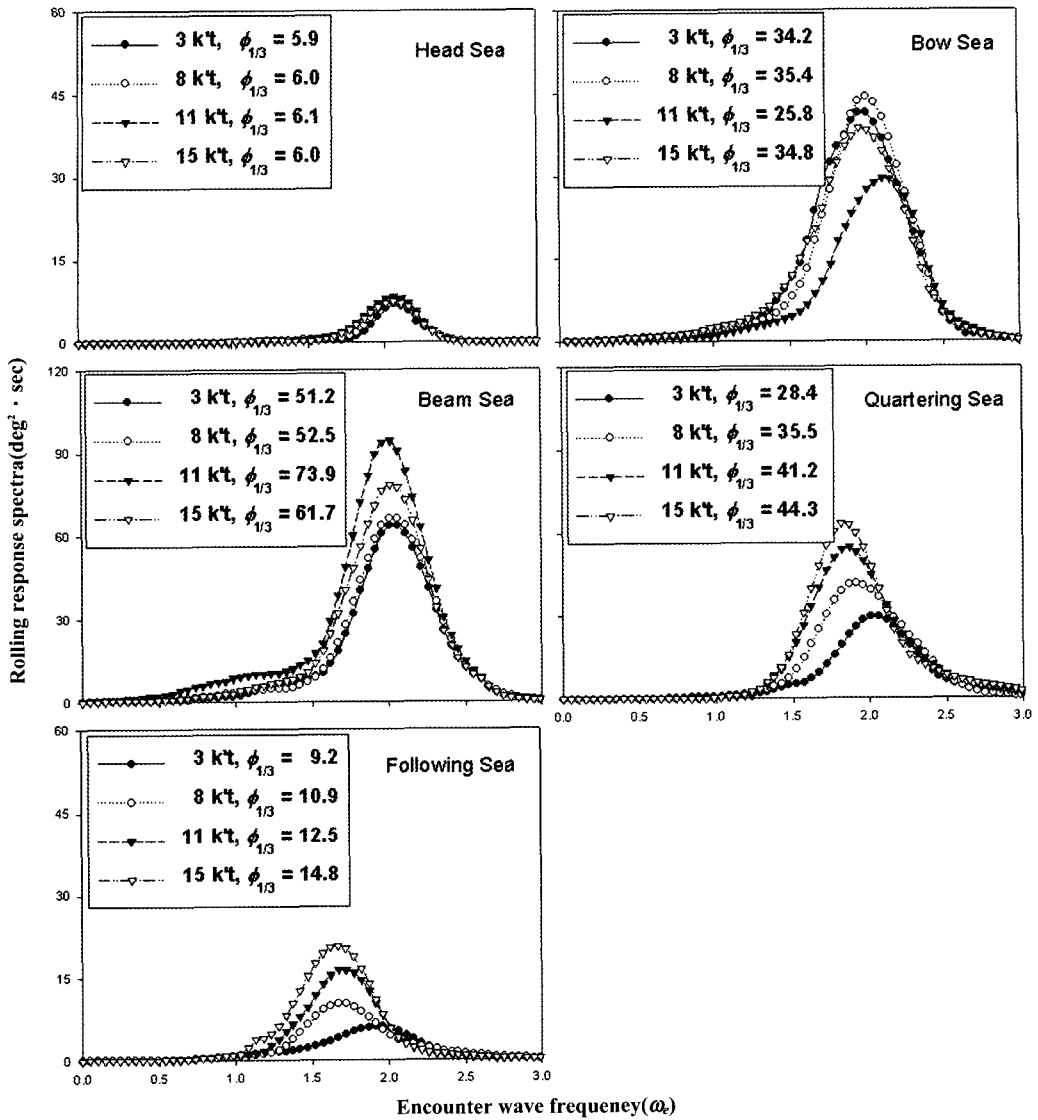 Rolling response spectra(deg² · sec)
60
45
30
15
0
3 k't, ϕ1/3 = 5.9
8 k't, ϕ1/3 = 6.0
11 k't, ϕ1/3 = 6.1
15 k't, ϕ1/3 = 6.0
Head Sea
3 k't, ϕ1/3 = 34.2
8 k't, ϕ1/3 = 35.4
11 k't, ϕ1/3 = 25.8
15 k't, ϕ1/3 = 34.8
Bow Sea
120
90
60
30
0
3 k't, ϕ1/3 = 51.2
8 k't, ϕ1/3 = 52.5
11 k't, ϕ1/3 = 73.9
15 k't, ϕ1/3 = 61.7
Beam Sea
3 k't, ϕ1/3 = 28.4
8 k't, ϕ1/3 = 35.5
11 k't, ϕ1/3 = 41.2
15 k't, ϕ1/3 = 44.3
Quartering Sea
0.0 0.5 1.0 1.5 2.0 2.5 3.0
60
45
30
15
0
3 k't, ϕ1/3 = 9.2
8 k't, ϕ1/3 = 10.9
11 k't, ϕ1/3 = 12.5
15 k't, ϕ1/3 = 14.8
Following Sea
0.0 0.5 1.0 1.5 2.0 2.5 3.0
Encounter wave frequeney(ωe)